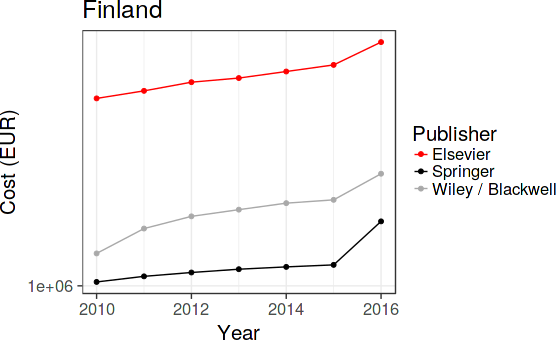 Finland
Cost (EUR)
1e+06
2010
2012
2014
2016
Year
Publisher
Elsevier
Springer
Wiley / Blackwell